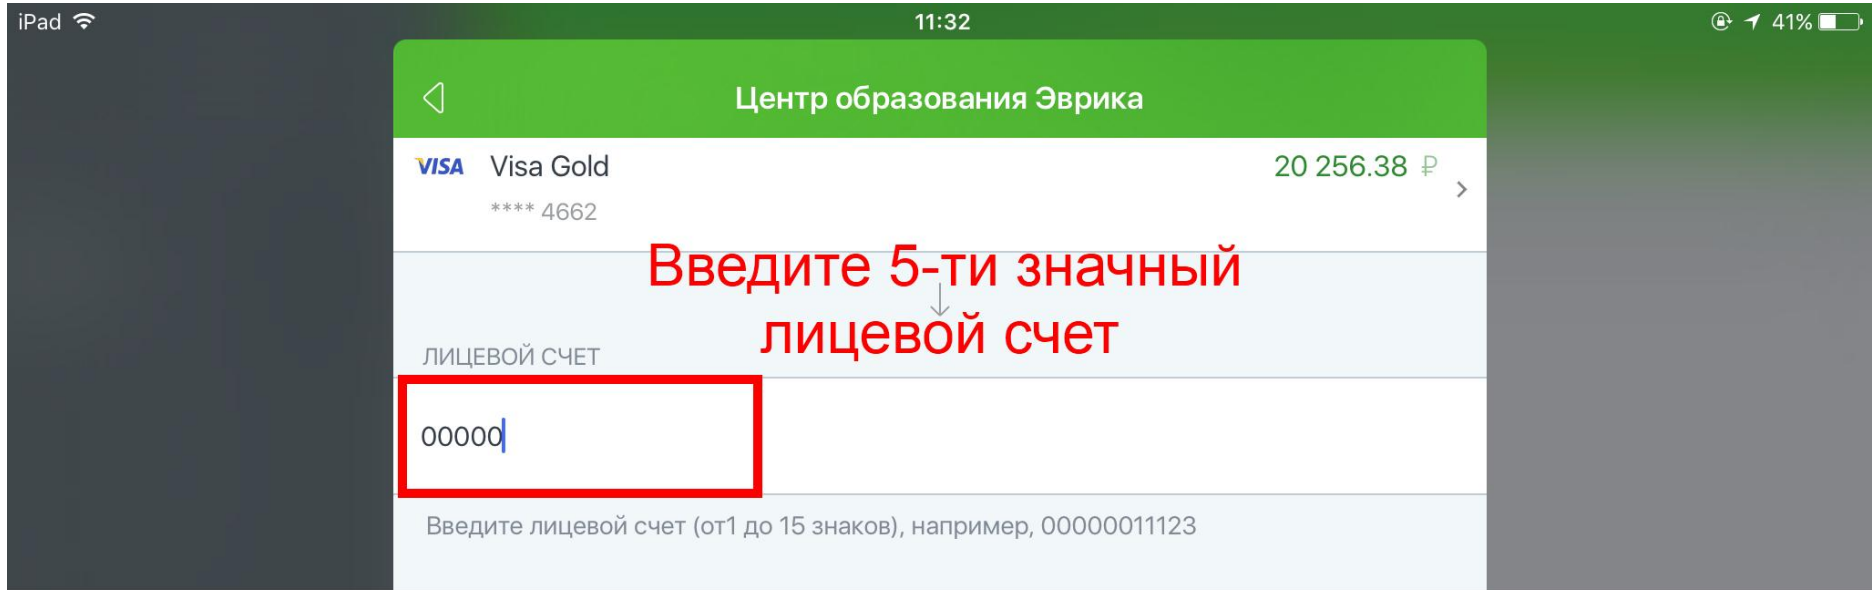 iPad 11:32 41%
Центр образования Эврика
VISA Visa Gold 20 256.38 ₽
**** 4662
Введите 5-ти значный
лицевой счет
ЛИЦЕВОЙ СЧЕТ
00000
Введите лицевой счет (от1 до 15 знаков), например, 00000011123